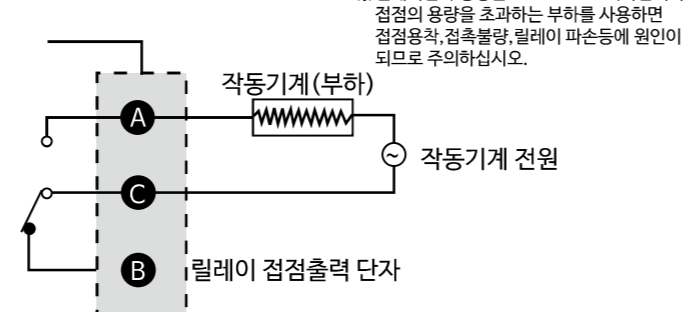 접점의 용량을 초과하는 부하를 사용하면
접점용착,접촉불량,릴레이 파손등에 원인이
되므로 주의하십시오.
작동기계(부하)
A
작동기계 전원
C
B
릴레이 접점출력 단자